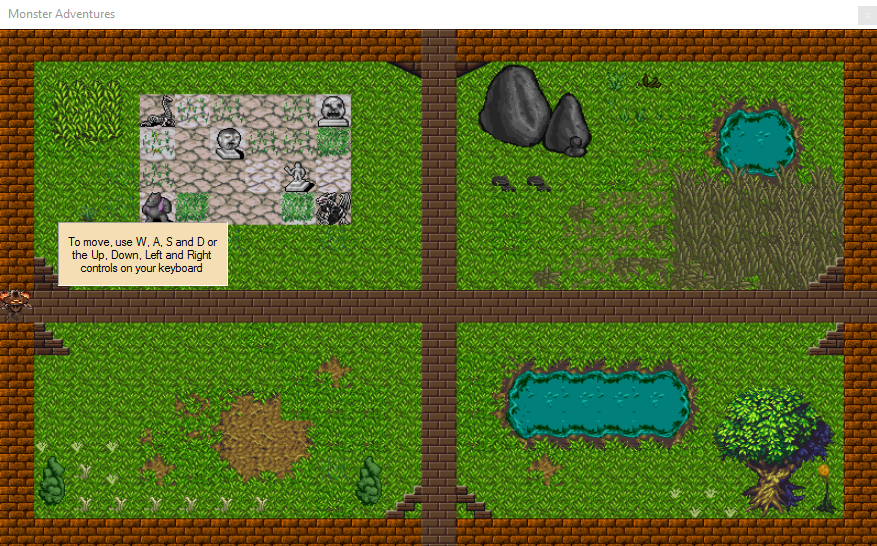 Monster Adventures
To move, use W, A, S and D or
the Up, Down, Left and Right
controls on your keyboard